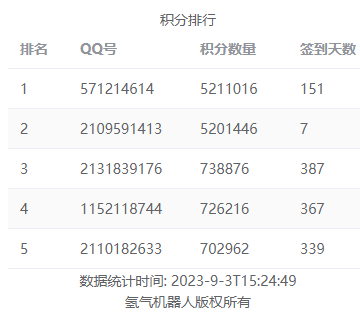 积分排行
排名 QQ号 积分数量 签到天数
1 571214614 5211016 151
2 2109591413 5201446 7
3 2131839176 738876 387
4 1152118744 726216 367
5 2110182633 702962 339
数据统计时间: 2023-9-3T15:24:49
氢气机器人版权所有